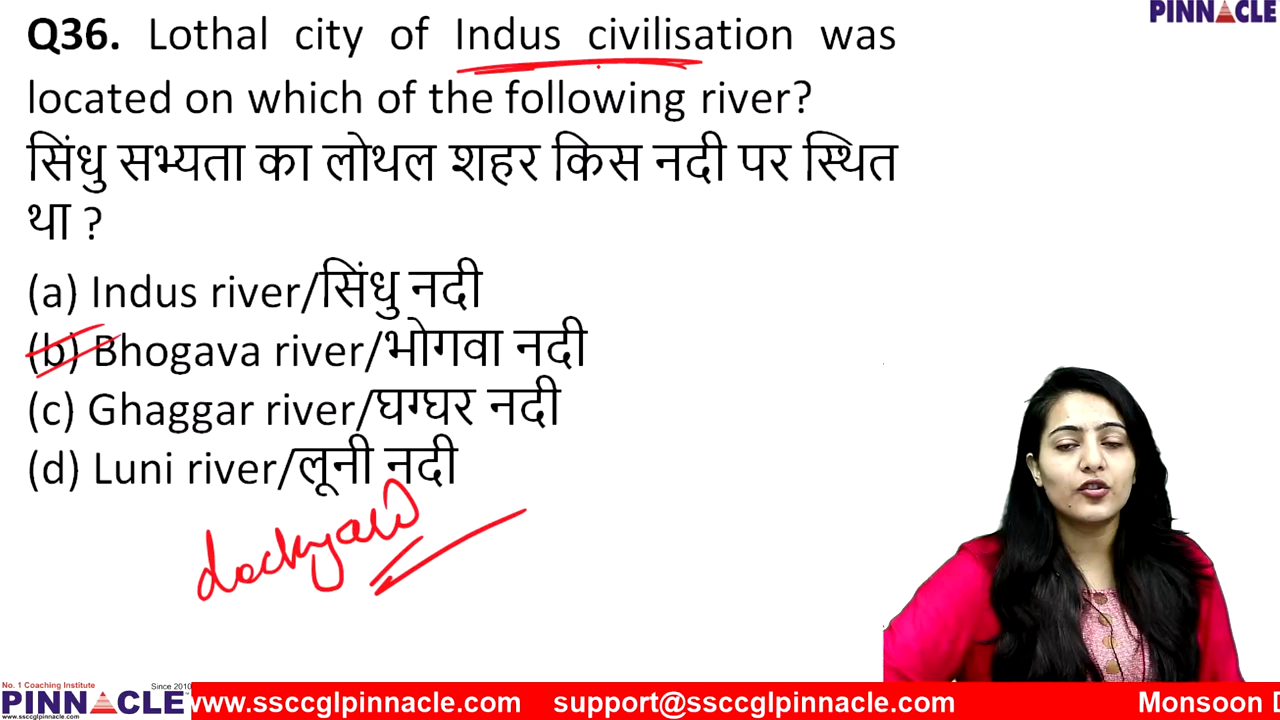 PINNACLE
Q36. Lothal city of Indus civilisation was
located on which of the following river?
सिंधु सभ्यता का लोथल शहर किस नदी पर स्थित
था ?
(a) Indus river/सिंधु नदी
(b) Bhogava river/भोगवा नदी
(c) Ghaggar river/घग्घर नदी
(d) Luni river/लूनी नदी
dockyard
No. 1 Coaching Institute Since 2010
PINNACLE
www.ssccglpinnacle.com
www.ssccglpinnacle.com support@ssccglpinnacle.com Monsoon D